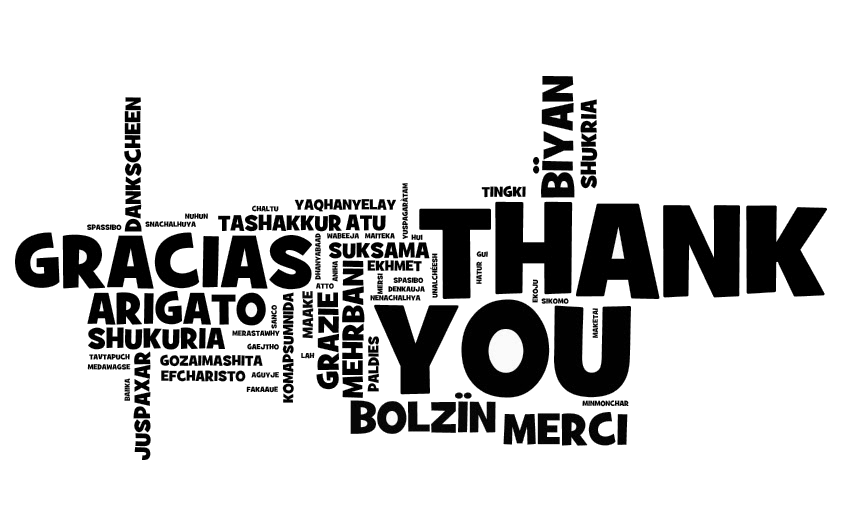 DANKSCHEEN
BÏYAN
SHUKRIA
TINGKI
YUSPAGARATAM
YAQHANYELAY
CHALTU
NUHUN
SNACHALHUYA
SPASSIBO
TASHAKKUR ATU
THANK
WABEEJA
MAITEKA
HUI
GRACIAS
DHANYABAAD
SUKSAMA
GUI
UNALCHEESH
HATUR
ANIHA
EKHMET
MERSI
SPASIBO
DENKAUJA
EKOJU
ATTO
NENACHALHYA
SIKOMO
ARIGATO
SANCO
KOMAPSUMNIDA
MAAKE
GRAZIE
MEHRBANI
YOU
MAKETAI
SHUKURIA
MERASTAWHY
GAEJTHO
PALDIES
LAH
TAVTAPUCH
GOZAIMASHITA
MEDAWAGSE
EFCHARISTO
AGUYJE
BAIIKA
JUSPAXAR
FAKAAUE
BOLZÏN
MINMONCHAR
MERCI